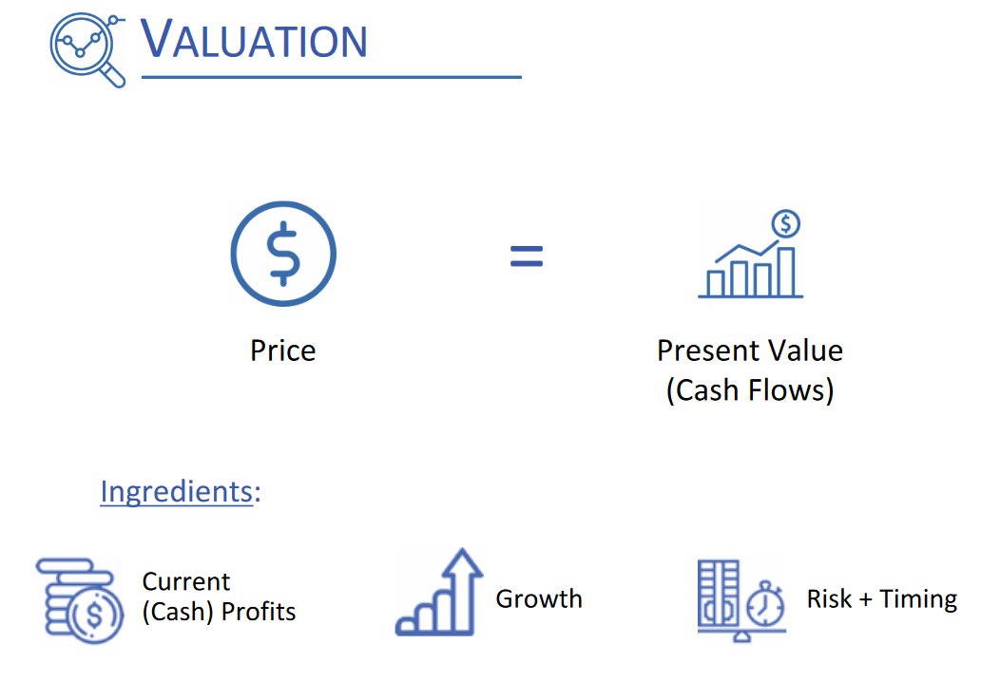 VALUATION
$
$
=
Price
Present Value
(Cash Flows)
Ingredients:
$
Current
(Cash) Profits
Growth
Risk + Timing